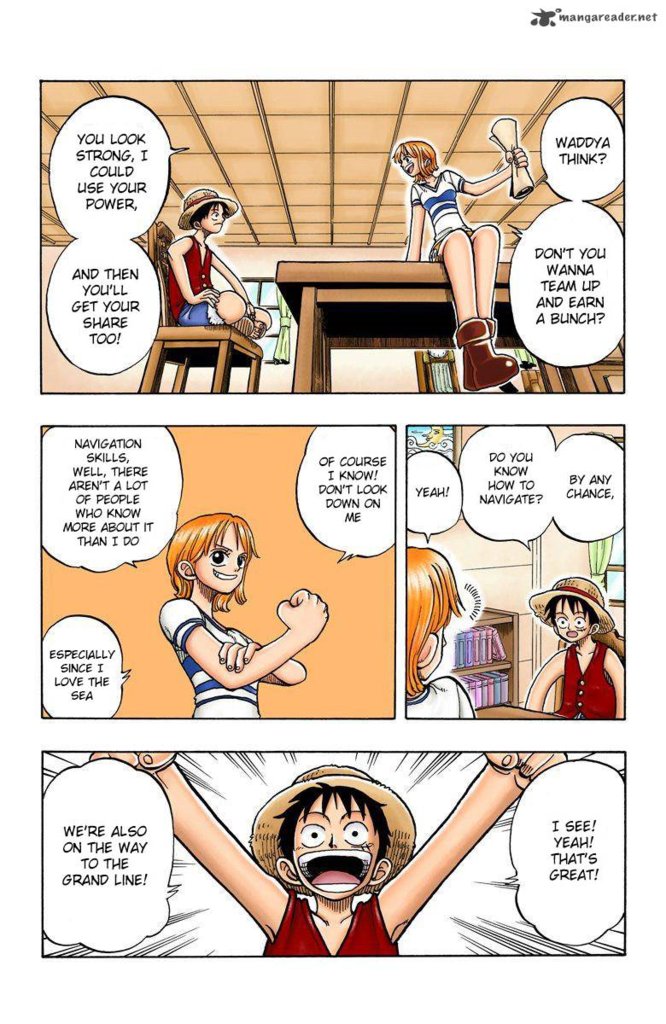 mangareader.net
WADDYA
THINK?
DON'T YOU
WANNA
TEAM UP
AND EARN
A BUNCH?
YOU LOOK
STRONG, I
COULD
USE YOUR
POWER,
AND THEN
YOU'LL
GET YOUR
SHARE
TOO!
BY ANY
CHANCE,
DO YOU
KNOW
HOW TO
NAVIGATE?
YEAH!
OF COURSE
I KNOW!
DON'T LOOK
DOWN ON
ME
NAVIGATION
SKILLS,
WELL, THERE
AREN'T A LOT
OF PEOPLE
WHO KNOW
MORE ABOUT IT
THAN I DO
ESPECIALLY
SINCE I
LOVE THE
SEA
I SEE!
YEAH!
THAT'S
GREAT!
WE'RE ALSO
ON THE WAY
TO THE
GRAND LINE!